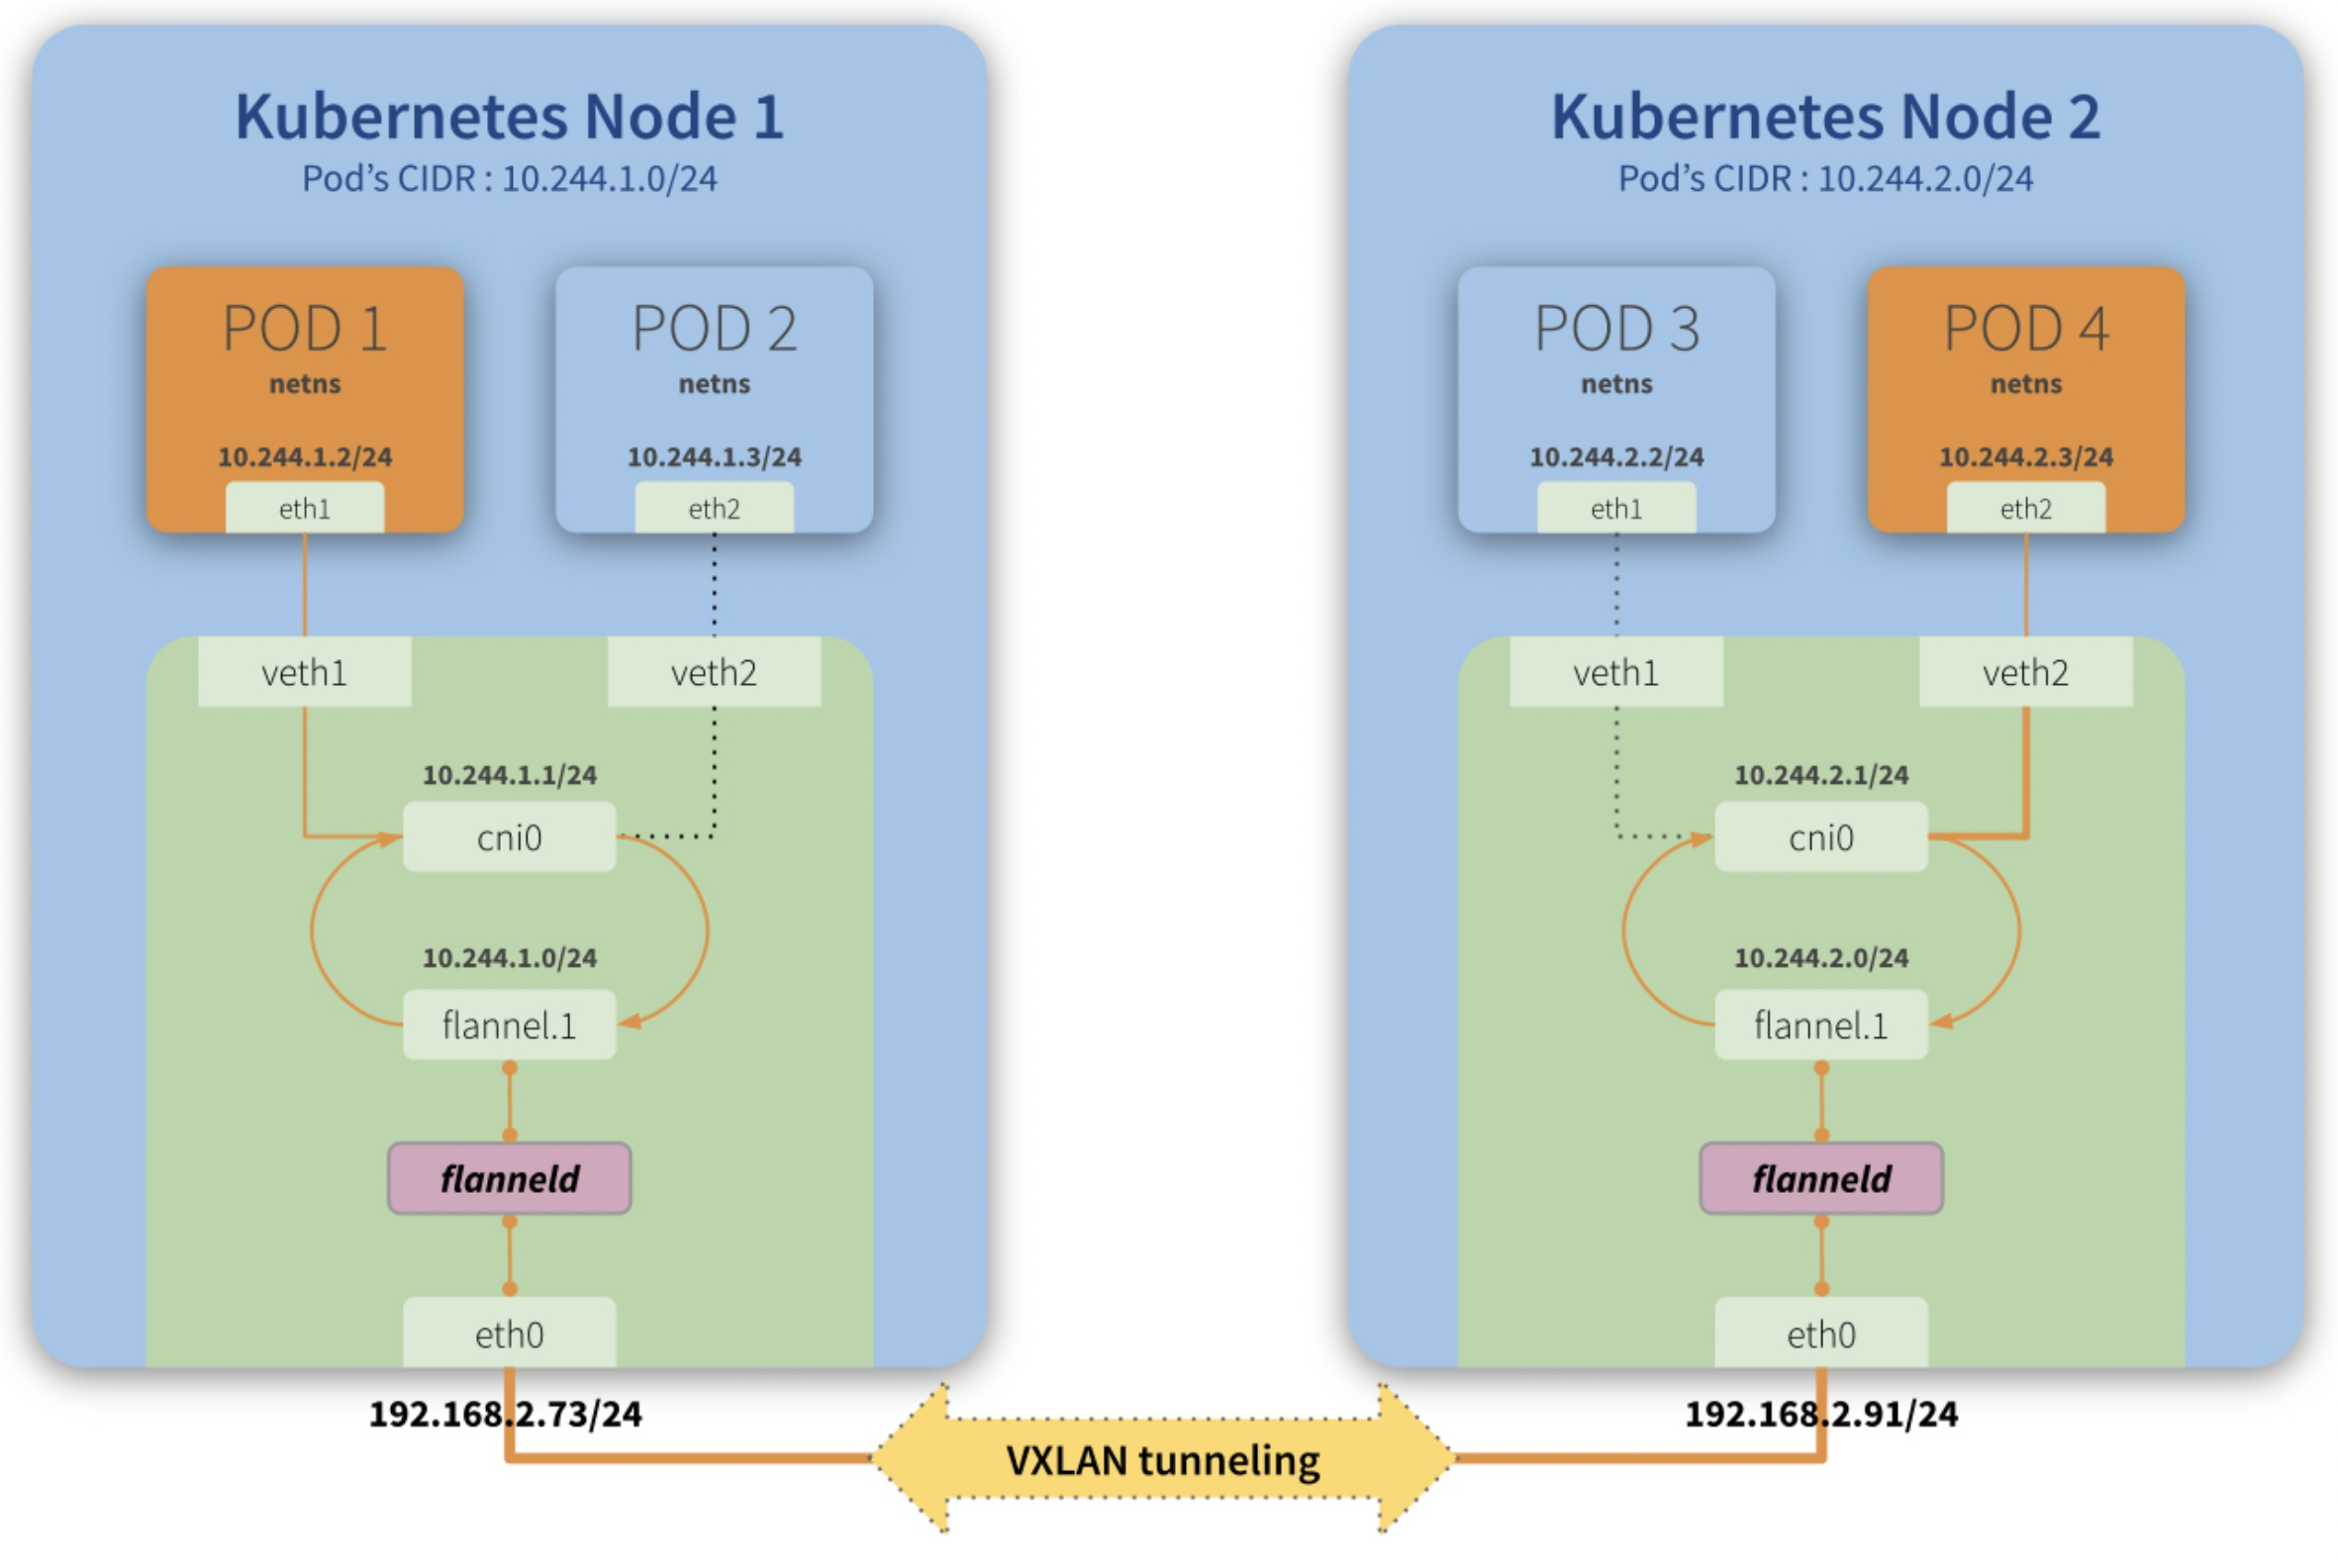 Kubernetes Node 1
Pod’s CIDR : 10.244.1.0/24
POD 1
netns
10.244.1.2/24
eth1
POD 2
netns
10.244.1.3/24
eth2
veth1
veth2
10.244.1.1/24
cni0
10.244.1.0/24
flannel.1
flanneld
eth0
192.168.2.73/24
Kubernetes Node 2
Pod’s CIDR : 10.244.2.0/24
POD 3
netns
10.244.2.2/24
eth1
POD 4
netns
10.244.2.3/24
eth2
veth1
veth2
10.244.2.1/24
cni0
10.244.2.0/24
flannel.1
flanneld
eth0
192.168.2.91/24
VXLAN tunneling